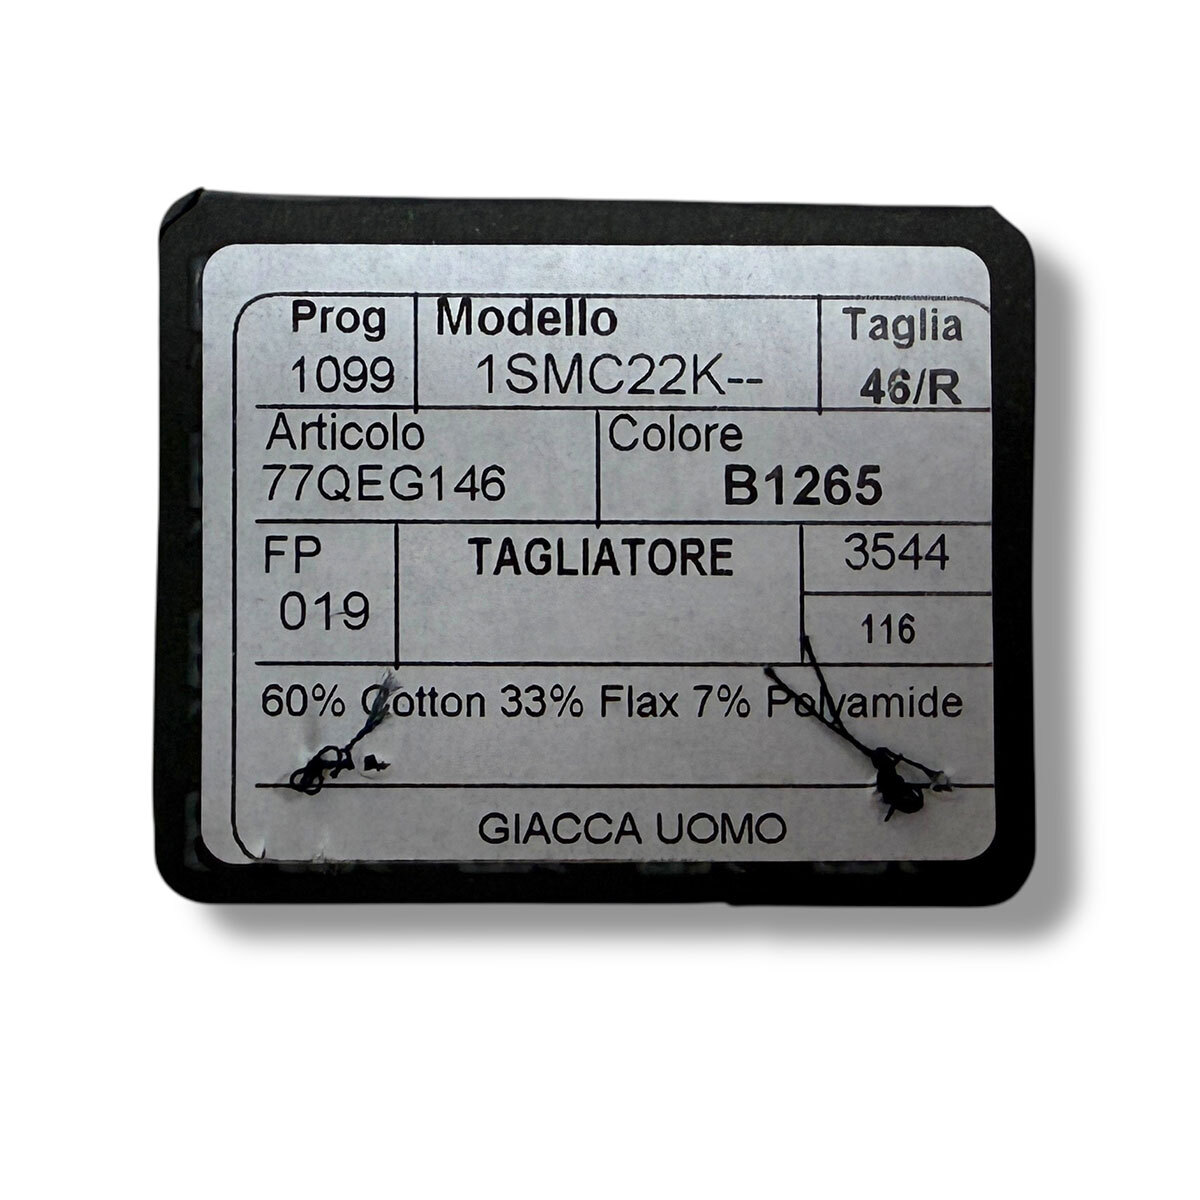 Prog Modello Taglia
1099 1SMC22K-- 46/R
Articolo Colore
77QEG146 B1265
FP TAGLIATORE 3544
019 116
60% Cotton 33% Flax 7% Polyamide
GIACCA UOMO